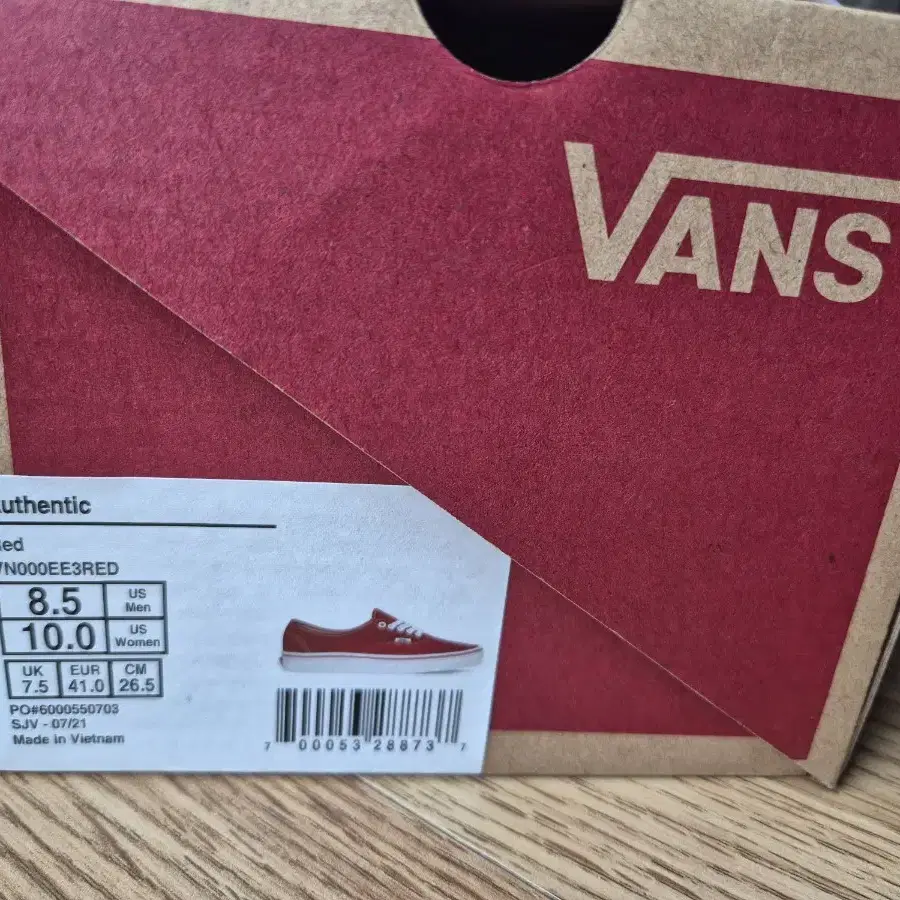 VANS
uthentic
ed
VN000EE3RED
8.5 US Men
10.0 US Women
UK EUR CM
7.5 41.0 26.5
PO#6000550703
SJV - 07/21
Made in Vietnam
7 00053 28873 7